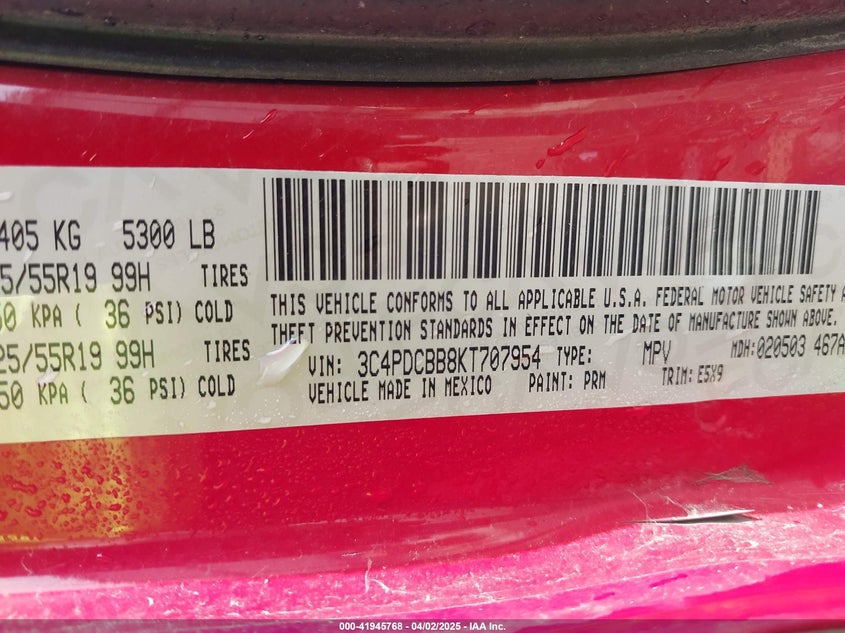 405 KG 5300 LB
5/55R19 99H TIRES
50 KPA ( 36 PSI) COLD
25/55R19 99H TIRES
50 KPA ( 36 PSI) COLD
THIS VEHICLE CONFORMS TO ALL APPLICABLE U.S.A. FEDERAL MOTOR VEHICLE SAFETY A
THEFT PREVENTION STANDARDS IN EFFECT ON THE DATE OF MANUFACTURE SHOWN ABOVE.
VIN: 3C4PDCBB8KT707954 TYPE: MPV MDH:020503 467A
VEHICLE MADE IN MEXICO PAINT: PRM TRIM: E5X9
000-41945768 | 04/02/2025 - IAA Inc.